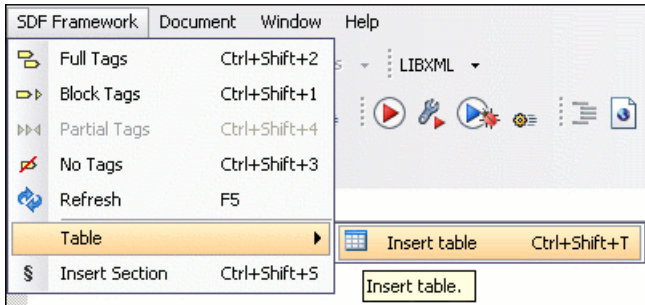 SDF Framework Document Window Help
Full Tags Ctrl+Shift+2
LIBXML
Block Tags Ctrl+Shift+1
Partial Tags Ctrl+Shift+4
No Tags Ctrl+Shift+3
Refresh F5
Table
Insert table Ctrl+Shift+T
§ Insert Section Ctrl+Shift+S
Insert table.